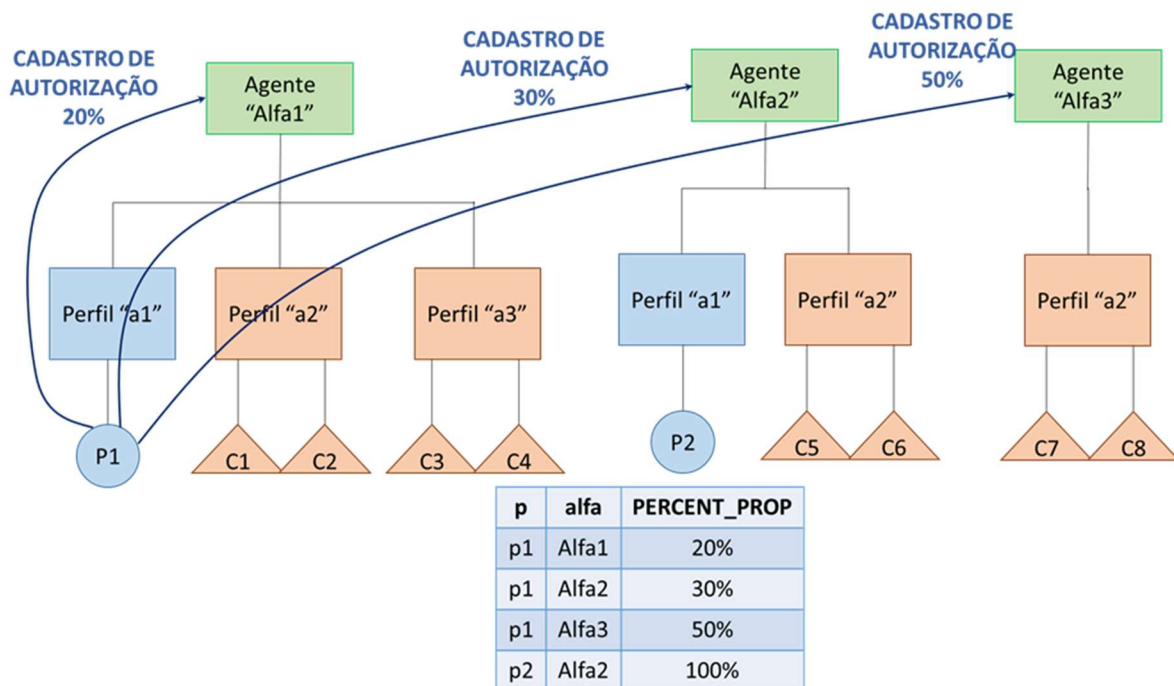 CADASTRO DE
AUTORIZAÇÃO
20%
Agente
“Alfa1”
CADASTRO DE
AUTORIZAÇÃO
30%
Agente
“Alfa2”
CADASTRO DE
AUTORIZAÇÃO
50%
Agente
“Alfa3”
Perfil “a1”
Perfil “a2”
Perfil “a3”
Perfil “a1”
Perfil “a2”
Perfil “a2”
P1
C1
C2
C3
C4
P2
C5
C6
C7
C8
p alfa PERCENT_PROP
p1 Alfa1 20%
p1 Alfa2 30%
p1 Alfa3 50%
p2 Alfa2 100%